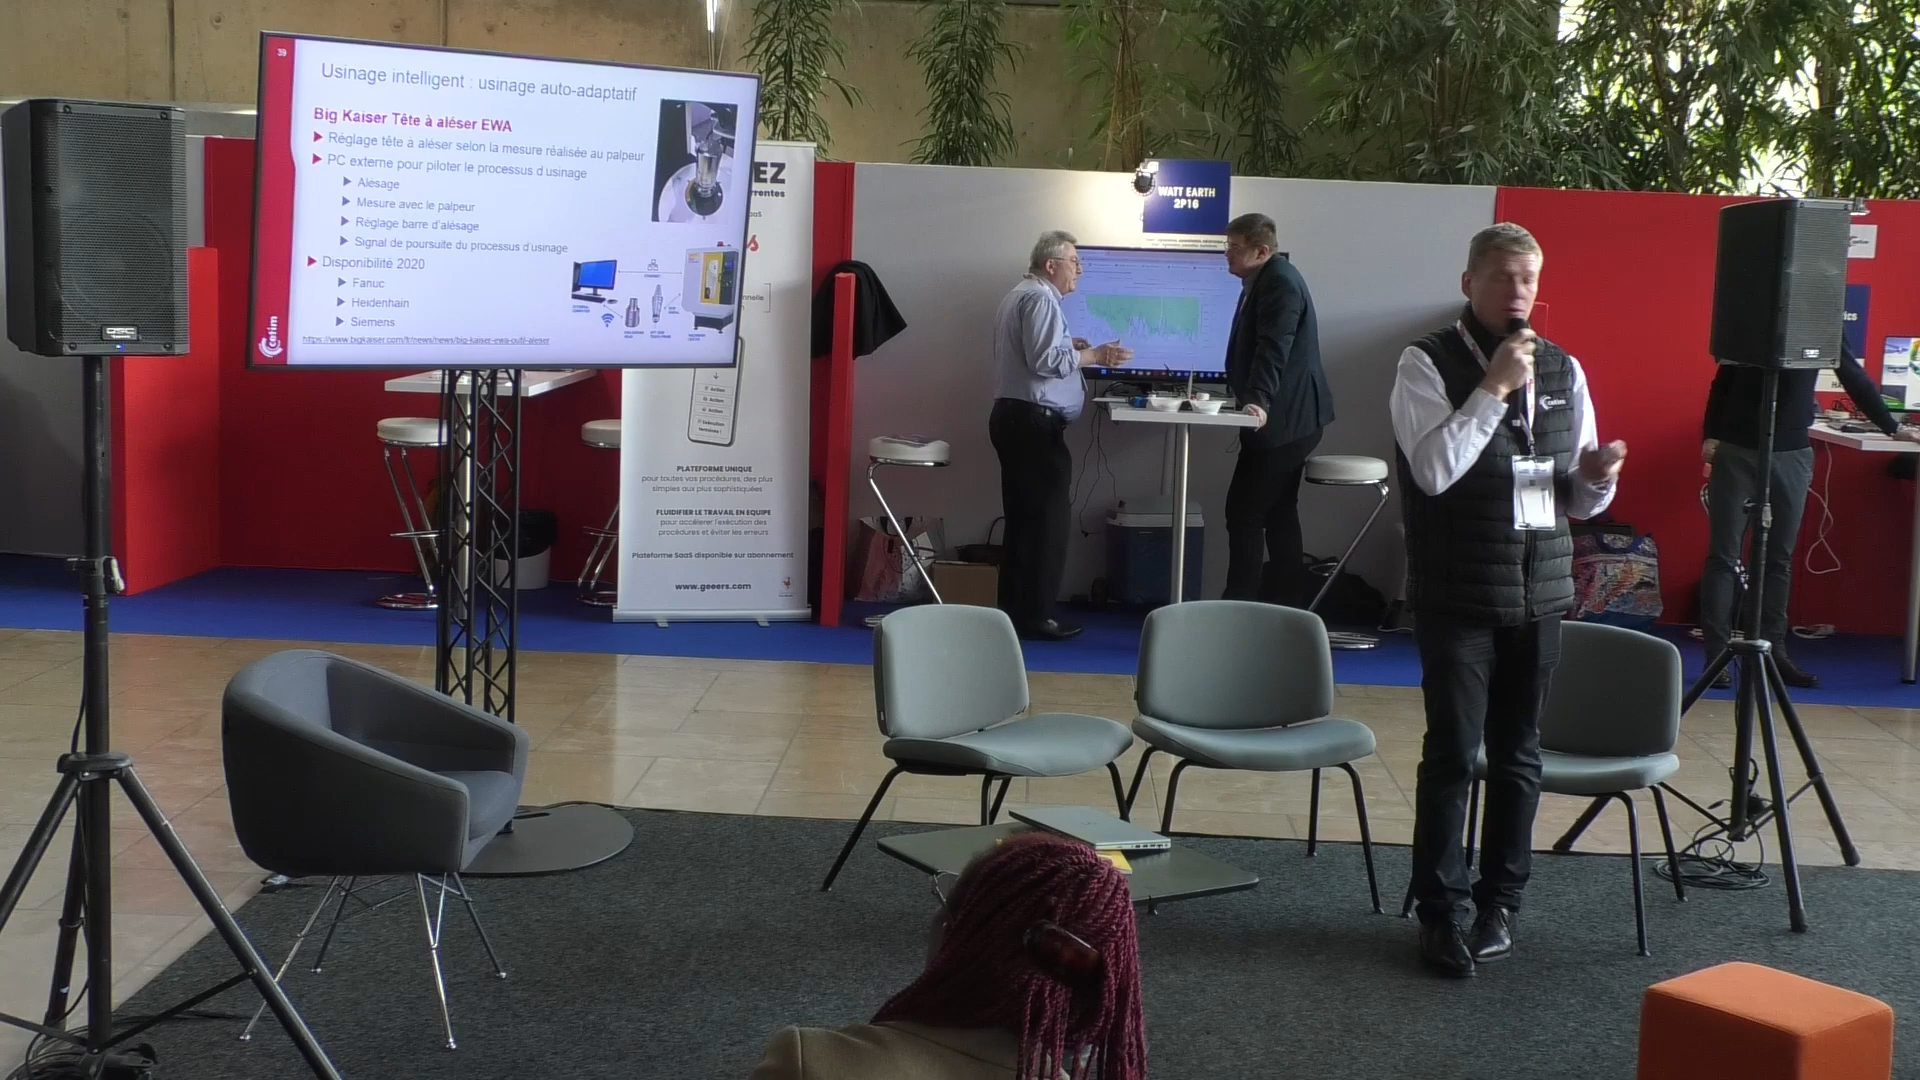 39
Usinage intelligent : usinage auto-adaptatif
Big Kaiser Tête à aléser EWA
Réglage tête à aléser selon la mesure réalisée au palpeur
PC externe pour piloter le processus d'usinage
Alésage
Mesure avec le palpeur
Réglage barre d'alésage
Signal de poursuite du processus d'usinage
Disponibilité 2020
Fanuc
Heidenhain
Siemens
https://www.bigkaiser.com/fr/news/news/big-kaiser-ewa-outil-aleser
cetim
QSC
EZ
rrentes
PLATEFORME UNIQUE
pour toutes vos procédures, des plus
simples aux plus sophistiquées
FLUIDIFIER LE TRAVAIL EN EQUIPE
pour accélerer l'exécution des
procédures et éviter les erreurs
Plateforme SaaS disponible sur abonnement
www.geeers.com
WATT EARTH
2P16
cetim